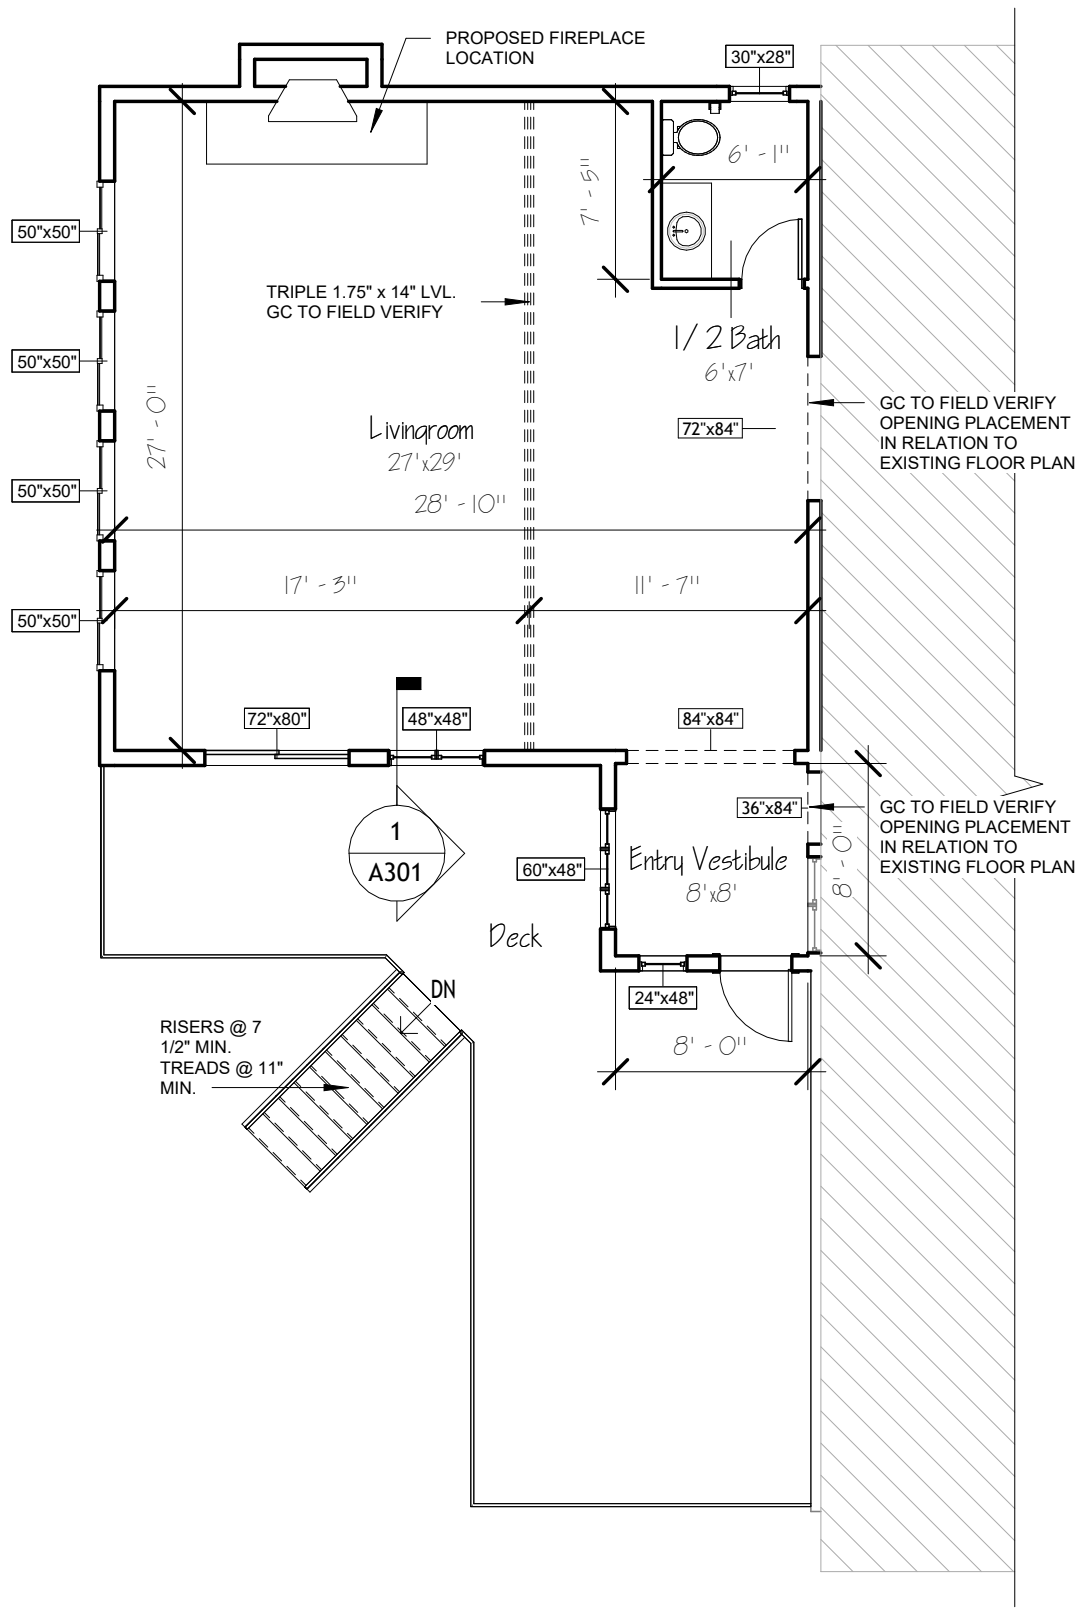 PROPOSED FIREPLACE
LOCATION
30"x28"
6' - 1"
7' - 5"
50"x50"
TRIPLE 1.75" x 14" LVL.
GC TO FIELD VERIFY
1/2 Bath
6'x7'
50"x50"
27' - 0"
Livingroom
27'x29'
72"x84"
GC TO FIELD VERIFY
OPENING PLACEMENT
IN RELATION TO
EXISTING FLOOR PLAN
50"x50"
28' - 10"
17' - 3"
11' - 7"
50"x50"
72"x80"
48"x48"
84"x84"
36"x84"
GC TO FIELD VERIFY
OPENING PLACEMENT
IN RELATION TO
EXISTING FLOOR PLAN
1
A301
60"x48"
Entry Vestibule
8'x8'
8' - 0"
Deck
DN
24"x48"
RISERS @ 7
1/2" MIN.
TREADS @ 11"
MIN.
8' - 0"